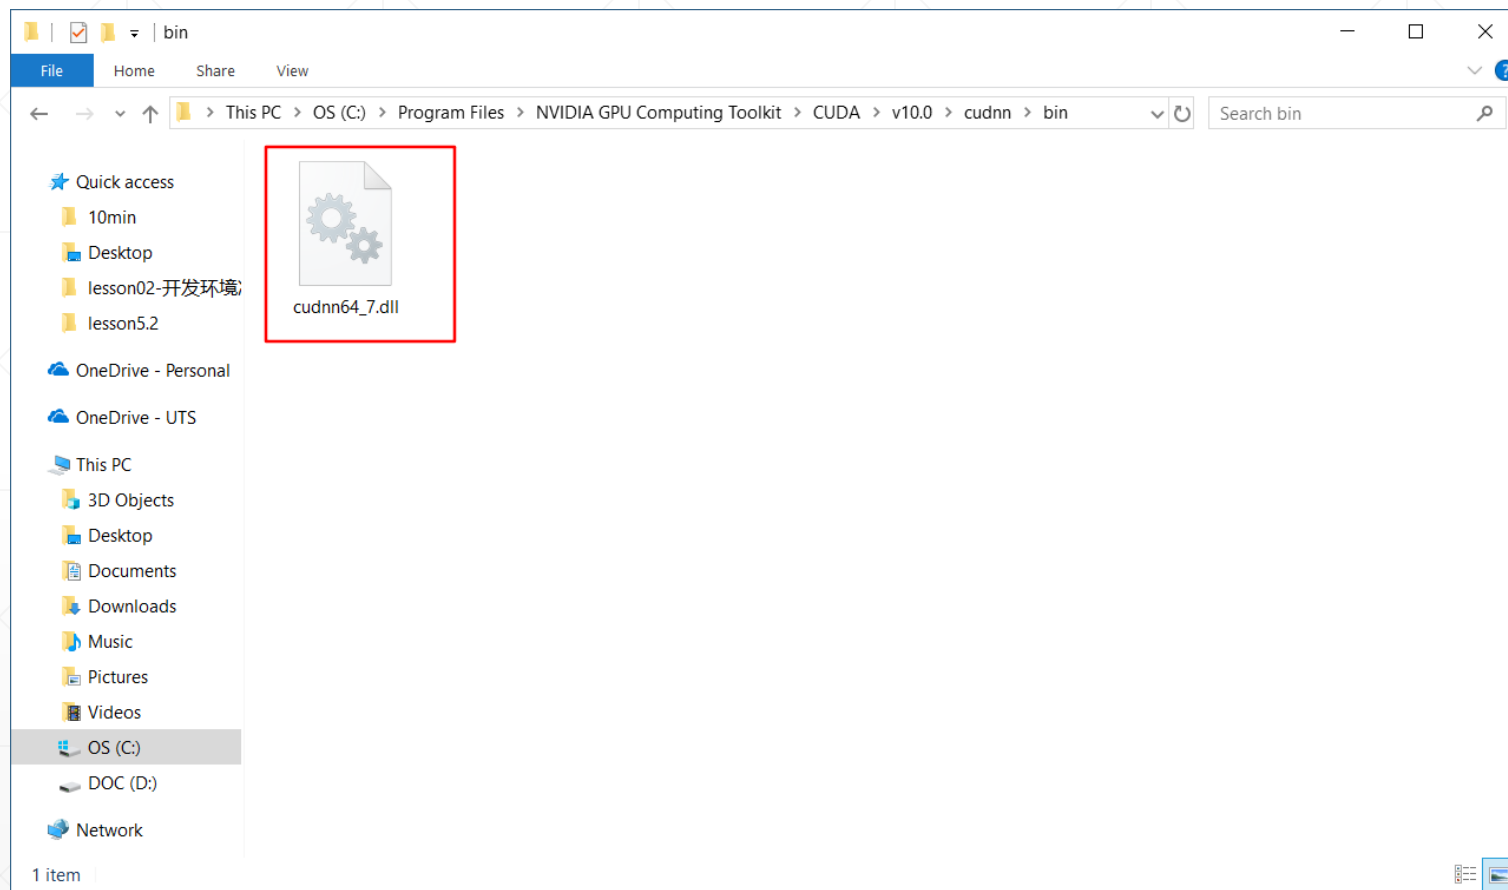 bin
File Home Share View
This PC > OS (C:) > Program Files > NVIDIA GPU Computing Toolkit > CUDA > v10.0 > cudnn > bin
Search bin
Quick access
10min
Desktop
lesson02-开发环境
lesson5.2
OneDrive - Personal
OneDrive - UTS
This PC
3D Objects
Desktop
Documents
Downloads
Music
Pictures
Videos
OS (C:)
DOC (D:)
Network
cudnn64_7.dll
1 item